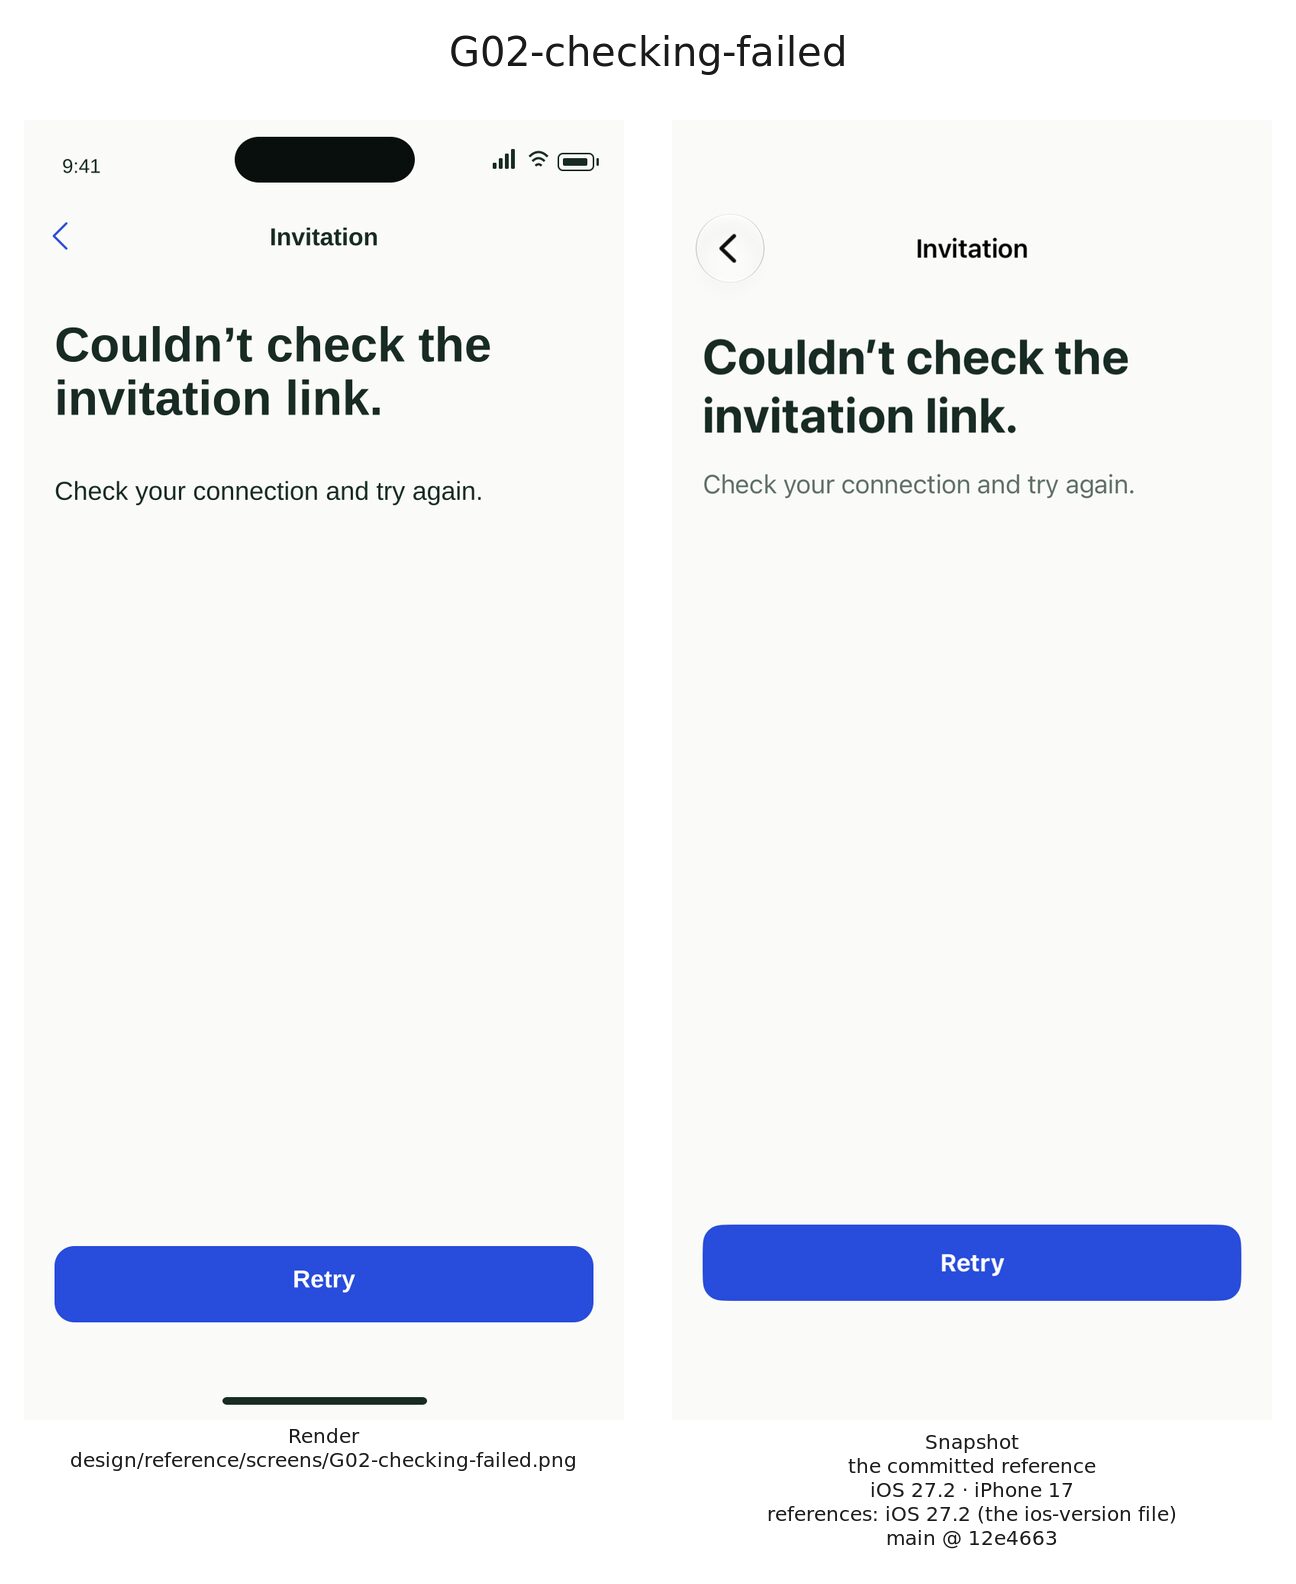 G02-checking-failed
9:41
Invitation
Couldn’t check the
invitation link.
Check your connection and try again.
Retry
Render
design/reference/screens/G02-checking-failed.png
Invitation
Couldn’t check the
invitation link.
Check your connection and try again.
Retry
Snapshot
the committed reference
iOS 27.2 · iPhone 17
references: iOS 27.2 (the ios-version file)
main @ 12e4663